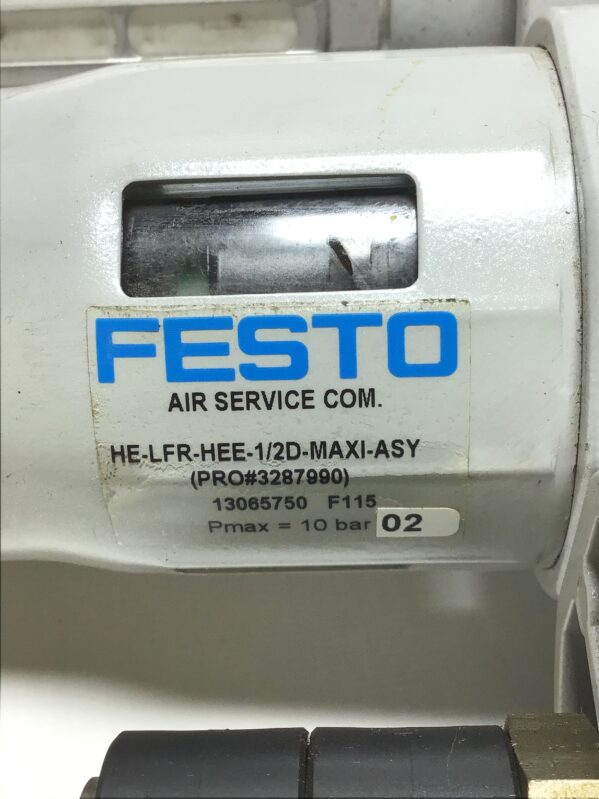 FESTO
AIR SERVICE COM.
HE-LFR-HEE-1/2D-MAXI-ASY
(PRO#3287990)
13065750 F115
Pmax = 10 bar 02